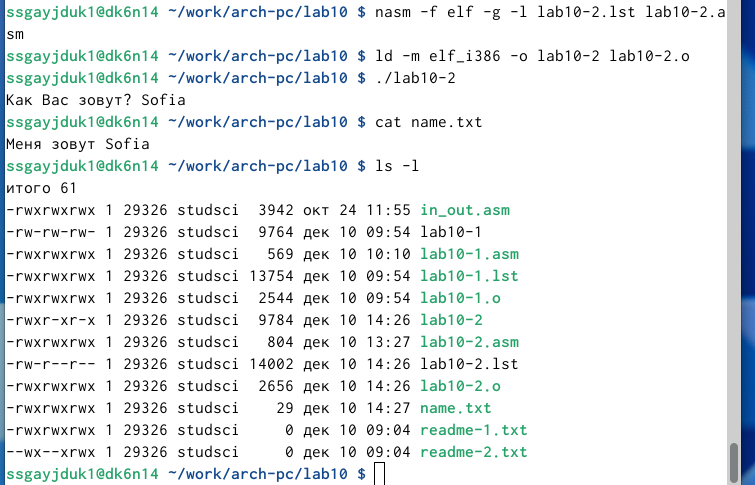 ssgayjduk1@dk6n14 ~/work/arch-pc/lab10 $ nasm -f elf -g -l lab10-2.lst lab10-2.a
sm
ssgayjduk1@dk6n14 ~/work/arch-pc/lab10 $ ld -m elf_i386 -o lab10-2 lab10-2.o
ssgayjduk1@dk6n14 ~/work/arch-pc/lab10 $ ./lab10-2
Как Вас зовут? Sofia
ssgayjduk1@dk6n14 ~/work/arch-pc/lab10 $ cat name.txt
Меня зовут Sofia
ssgayjduk1@dk6n14 ~/work/arch-pc/lab10 $ ls -l
итого 61
-rwxrwxrwx 1 29326 studsci  3942 окт 24 11:55 in_out.asm
-rw-rw-rw- 1 29326 studsci  9764 дек 10 09:54 lab10-1
-rwxrwxrwx 1 29326 studsci   569 дек 10 10:10 lab10-1.asm
-rwxrwxrwx 1 29326 studsci 13754 дек 10 09:54 lab10-1.lst
-rwxrwxrwx 1 29326 studsci  2544 дек 10 09:54 lab10-1.o
-rwxr-xr-x 1 29326 studsci  9784 дек 10 14:26 lab10-2
-rwxrwxrwx 1 29326 studsci   804 дек 10 13:27 lab10-2.asm
-rw-r--r-- 1 29326 studsci 14002 дек 10 14:26 lab10-2.lst
-rwxrwxrwx 1 29326 studsci  2656 дек 10 14:26 lab10-2.o
-rwxrwxrwx 1 29326 studsci    29 дек 10 14:27 name.txt
-rwxrwxrwx 1 29326 studsci     0 дек 10 09:04 readme-1.txt
--wx--xrwx 1 29326 studsci     0 дек 10 09:04 readme-2.txt
ssgayjduk1@dk6n14 ~/work/arch-pc/lab10 $